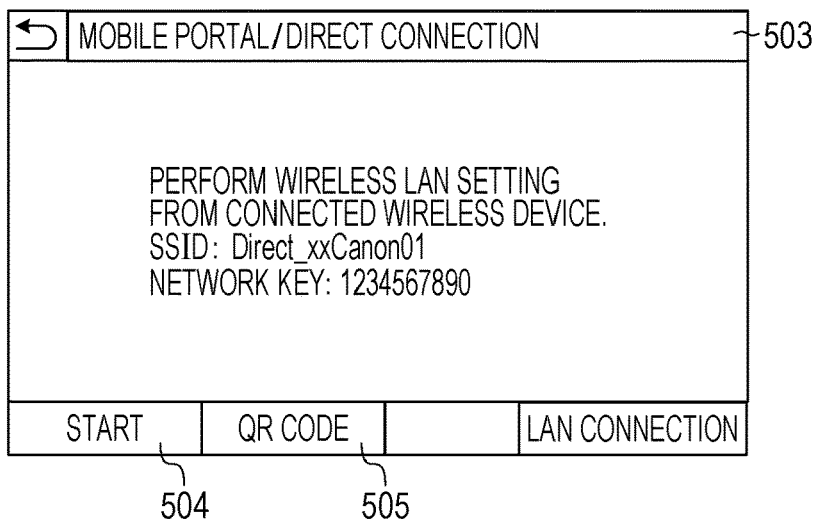 MOBILE PORTAL/DIRECT CONNECTION
503
PERFORM WIRELESS LAN SETTING
FROM CONNECTED WIRELESS DEVICE.
SSID: Direct_xxCanon01
NETWORK KEY: 1234567890
START
QR CODE
LAN CONNECTION
504
505